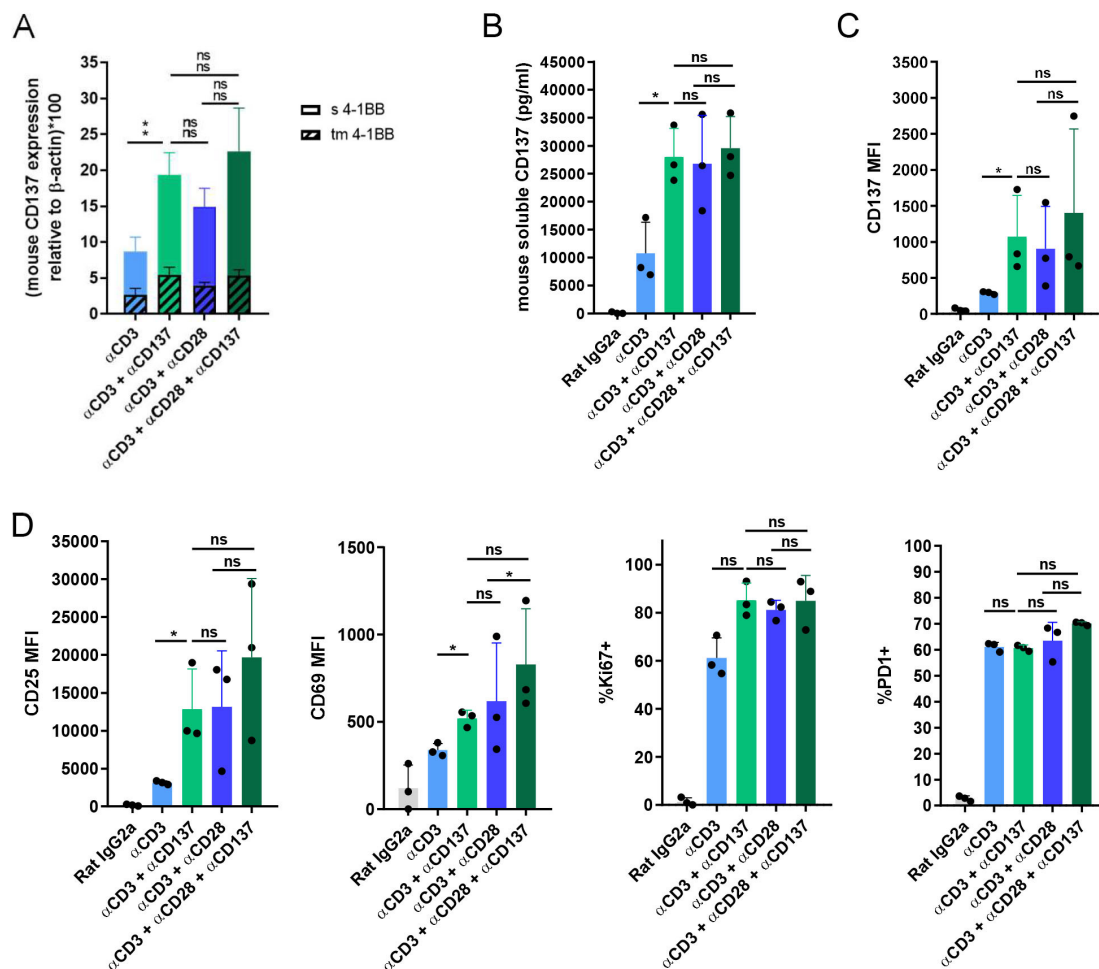 A
(mouse CD137 expression
relative to β-actin)*100
35
30
25
20
15
10
5
0
*
*
ns
ns
ns
ns
ns
ns
s 4-1BB
tm 4-1BB
αCD3
αCD3 + αCD137
αCD3 + αCD28
αCD3 + αCD28 + αCD137
B
mouse soluble CD137 (pg/ml)
45000
40000
35000
30000
25000
20000
15000
10000
5000
0
ns
ns
*
ns
Rat IgG2a
αCD3
αCD3 + αCD137
αCD3 + αCD28
αCD3 + αCD28 + αCD137
C
CD137 MFI
3500
3000
2500
2000
1500
1000
500
0
ns
ns
*
ns
Rat IgG2a
αCD3
αCD3 + αCD137
αCD3 + αCD28
αCD3 + αCD28 + αCD137
D
CD25 MFI
35000
30000
25000
20000
15000
10000
5000
0
ns
ns
*
ns
Rat IgG2a
αCD3
αCD3 + αCD137
αCD3 + αCD28
αCD3 + αCD28 + αCD137
CD69 MFI
1500
1000
500
0
ns
*
ns
*
Rat IgG2a
αCD3
αCD3 + αCD137
αCD3 + αCD28
αCD3 + αCD28 + αCD137
%Ki67+
100
80
60
40
20
0
ns
ns
ns
ns
Rat IgG2a
αCD3
αCD3 + αCD137
αCD3 + αCD28
αCD3 + αCD28 + αCD137
%PD1+
100
90
80
70
60
50
40
30
20
10
0
ns
ns
ns
ns
Rat IgG2a
αCD3
αCD3 + αCD137
αCD3 + αCD28
αCD3 + αCD28 + αCD137